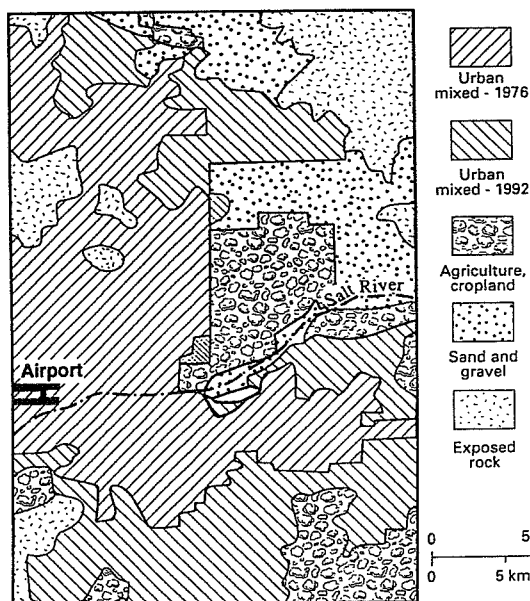 Urban
mixed - 1976
Urban
mixed - 1992
Agriculture,
cropland
Sand and
gravel
Exposed
rock
Salt River
Airport
0 5
0 5 km